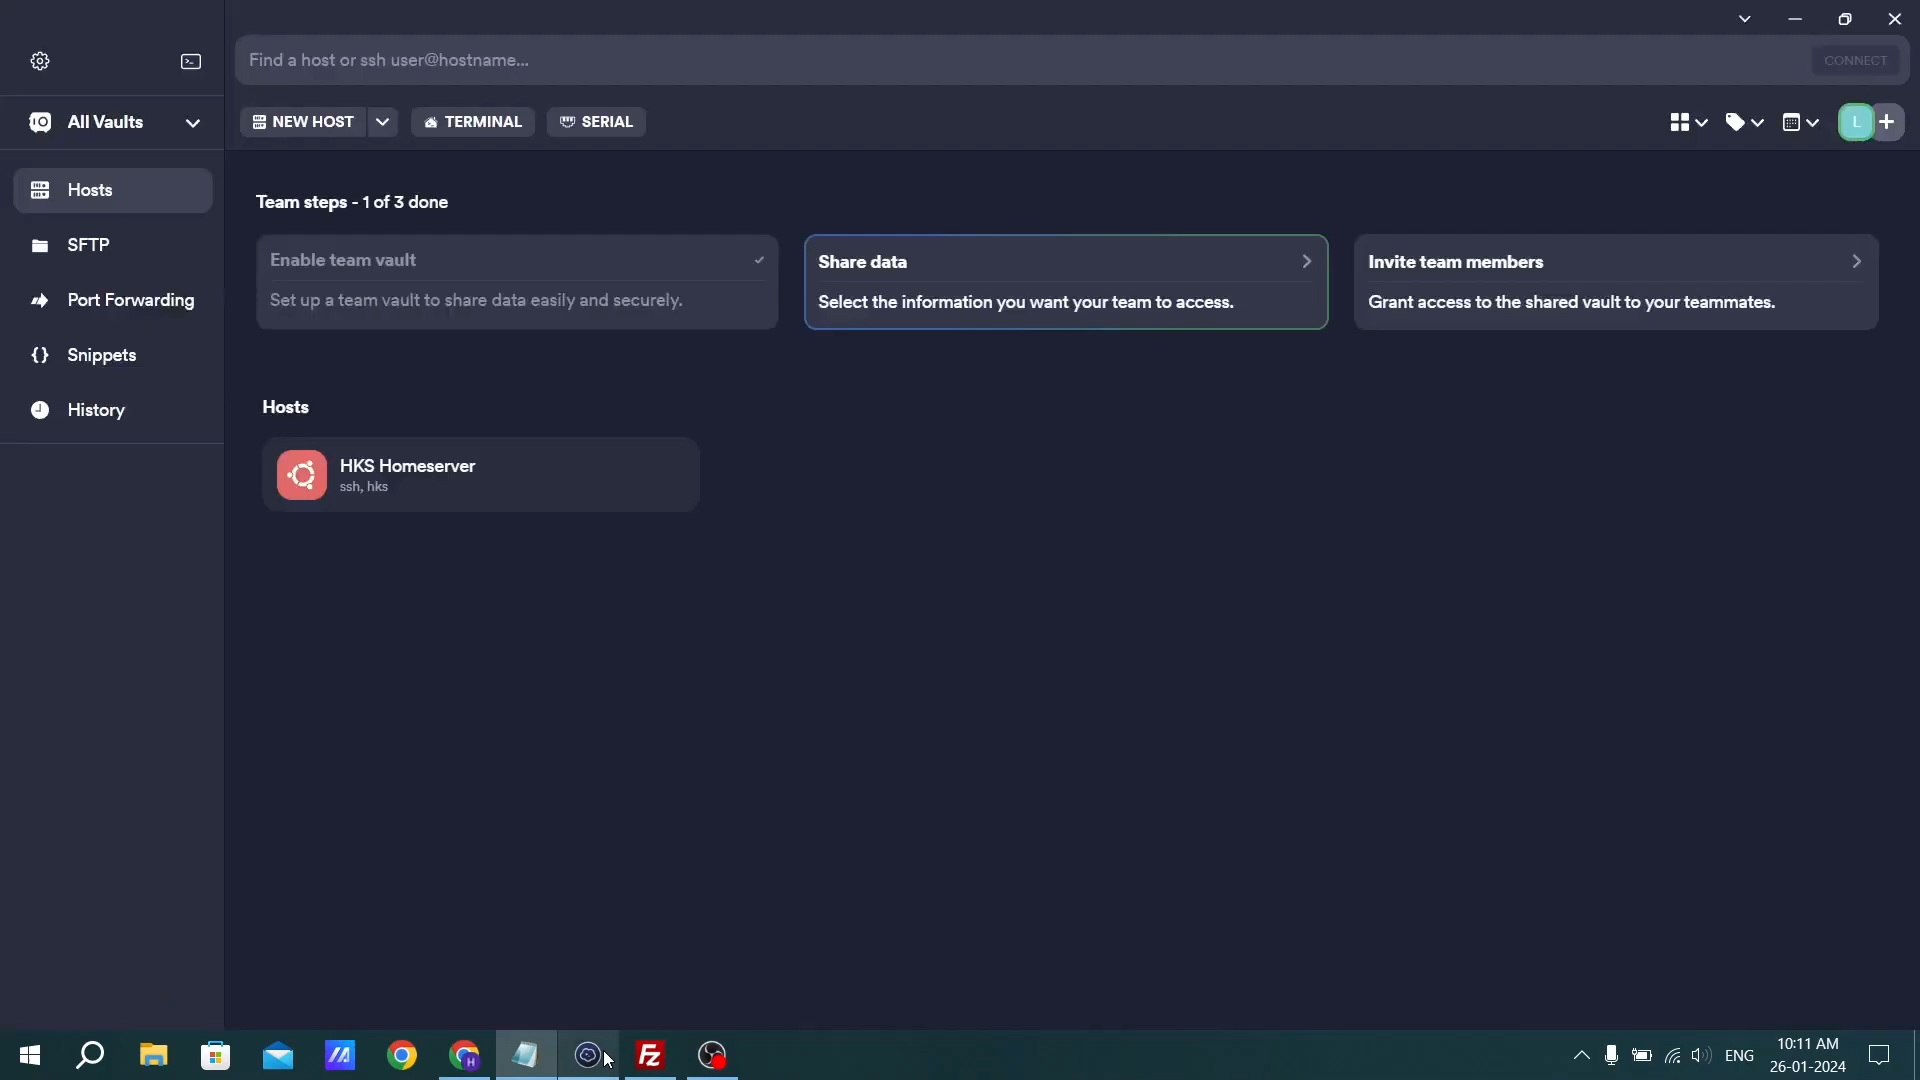 Find a host or ssh user@hostname...
CONNECT
All Vaults
NEW HOST
TERMINAL
SERIAL
L
Hosts
SFTP
Port Forwarding
Snippets
History
Team steps - 1 of 3 done
Enable team vault
Set up a team vault to share data easily and securely.
Share data
Select the information you want your team to access.
Invite team members
Grant access to the shared vault to your teammates.
Hosts
HKS Homeserver
ssh, hks
H
Fz
ENG
10:11 AM
26-01-2024